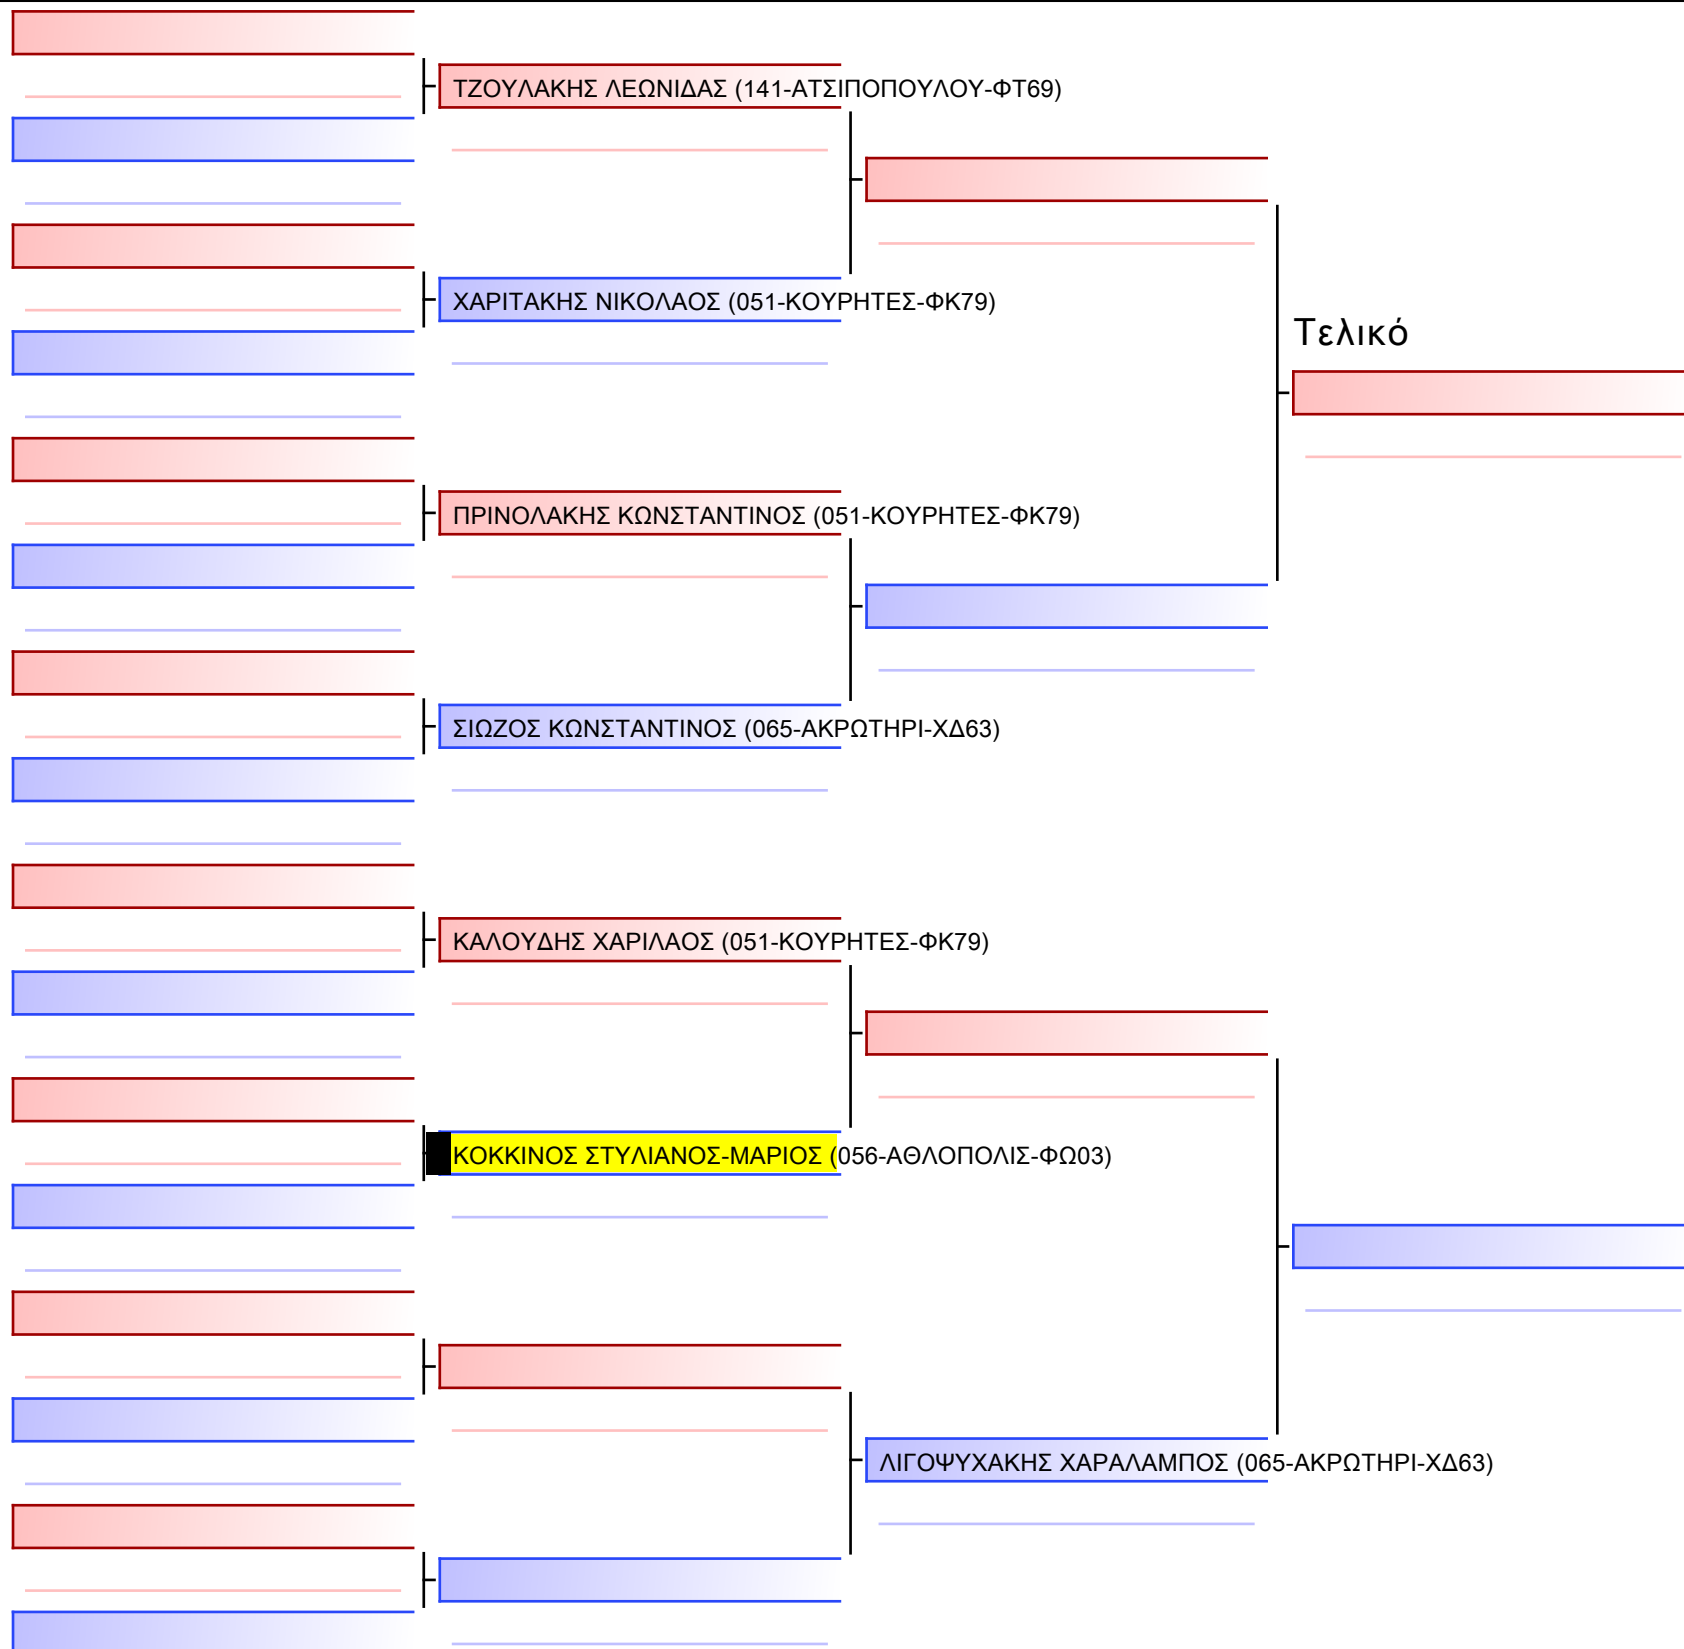 ΤΖΟΥΛΑΚΗΣ ΛΕΩΝΙΔΑΣ (141-ΑΤΣΙΠΟΠΟΥΛΟΥ-ΦΤ69)
ΧΑΡΙΤΑΚΗΣ ΝΙΚΟΛΑΟΣ (051-ΚΟΥΡΗΤΕΣ-ΦΚ79)
Τελικό
ΠΡΙΝΟΛΑΚΗΣ ΚΩΝΣΤΑΝΤΙΝΟΣ (051-ΚΟΥΡΗΤΕΣ-ΦΚ79)
ΣΙΩΖΟΣ ΚΩΝΣΤΑΝΤΙΝΟΣ (065-ΑΚΡΩΤΗΡΙ-ΧΔ63)
ΚΑΛΟΥΔΗΣ ΧΑΡΙΛΑΟΣ (051-ΚΟΥΡΗΤΕΣ-ΦΚ79)
ΚΟΚΚΙΝΟΣ ΣΤΥΛΙΑΝΟΣ-ΜΑΡΙΟΣ (056-ΑΘΛΟΠΟΛΙΣ-ΦΩ03)
ΛΙΓΟΨΥΧΑΚΗΣ ΧΑΡΑΛΑΜΠΟΣ (065-ΑΚΡΩΤΗΡΙ-ΧΔ63)